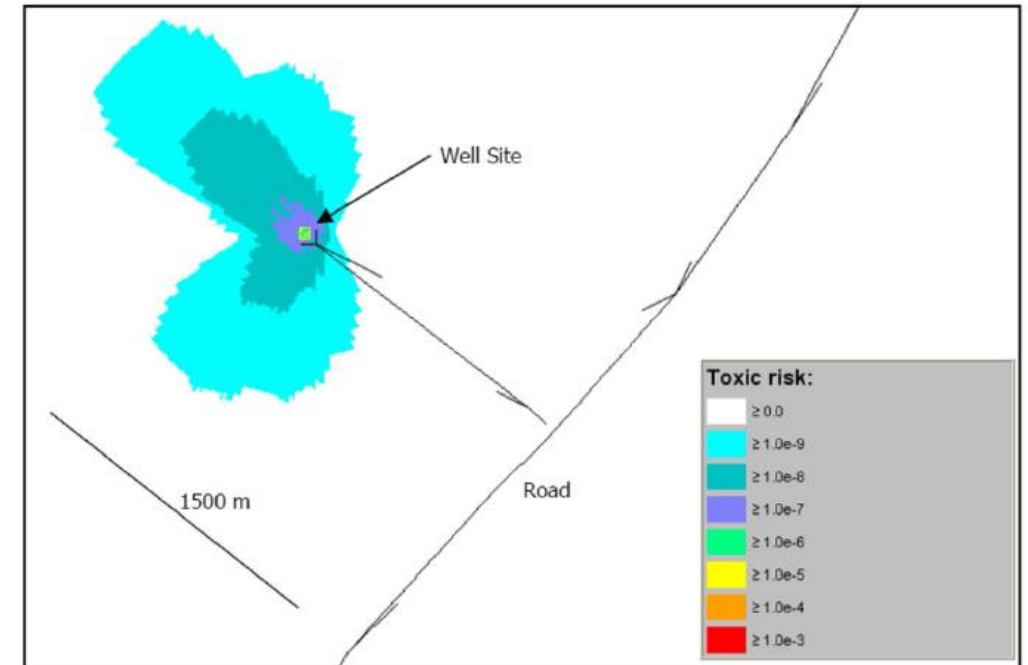 Well Site
1500 m
Road
Toxic risk:
≥ 0.0
≥ 1.0e-9
≥ 1.0e-8
≥ 1.0e-7
≥ 1.0e-6
≥ 1.0e-5
≥ 1.0e-4
≥ 1.0e-3